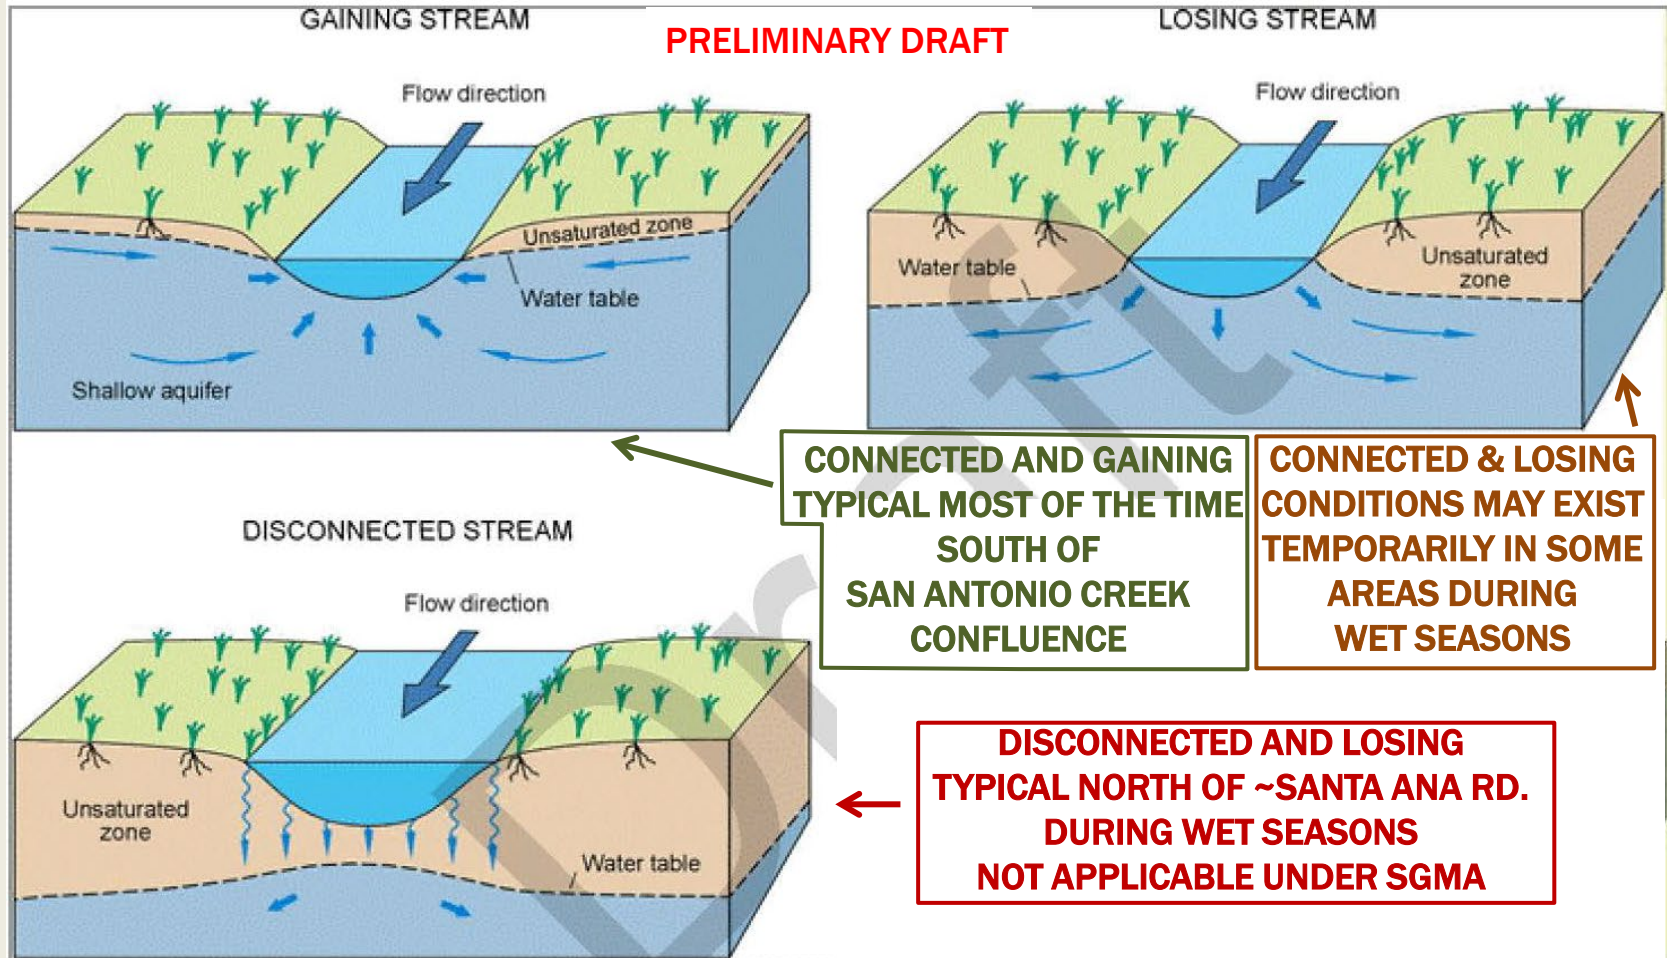 GAINING STREAM
PRELIMINARY DRAFT
LOSING STREAM
Flow direction
Unsaturated zone
Water table
Shallow aquifer
Flow direction
Water table
Unsaturated
zone
CONNECTED AND GAINING
TYPICAL MOST OF THE TIME
SOUTH OF
SAN ANTONIO CREEK
CONFLUENCE
CONNECTED & LOSING
CONDITIONS MAY EXIST
TEMPORARILY IN SOME
AREAS DURING
WET SEASONS
DISCONNECTED STREAM
Flow direction
Unsaturated
zone
Water table
DISCONNECTED AND LOSING
TYPICAL NORTH OF ~SANTA ANA RD.
DURING WET SEASONS
NOT APPLICABLE UNDER SGMA
Draft